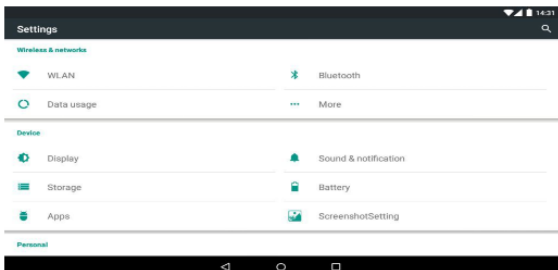 14:31
Settings
Wireless & networks
WLAN
Bluetooth
Data usage
More
Device
Display
Sound & notification
Storage
Battery
Apps
ScreenshotSetting
Personal